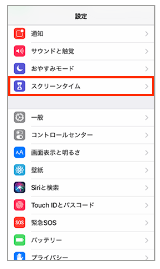 設定
通知
サウンドと触覚
おやすみモード
スクリーンタイム
一般
コントロールセンター
AA 画面表示と明るさ
壁紙
Siriと検索
Touch IDとパスコード
SOS 緊急SOS
バッテリー
プライバシー